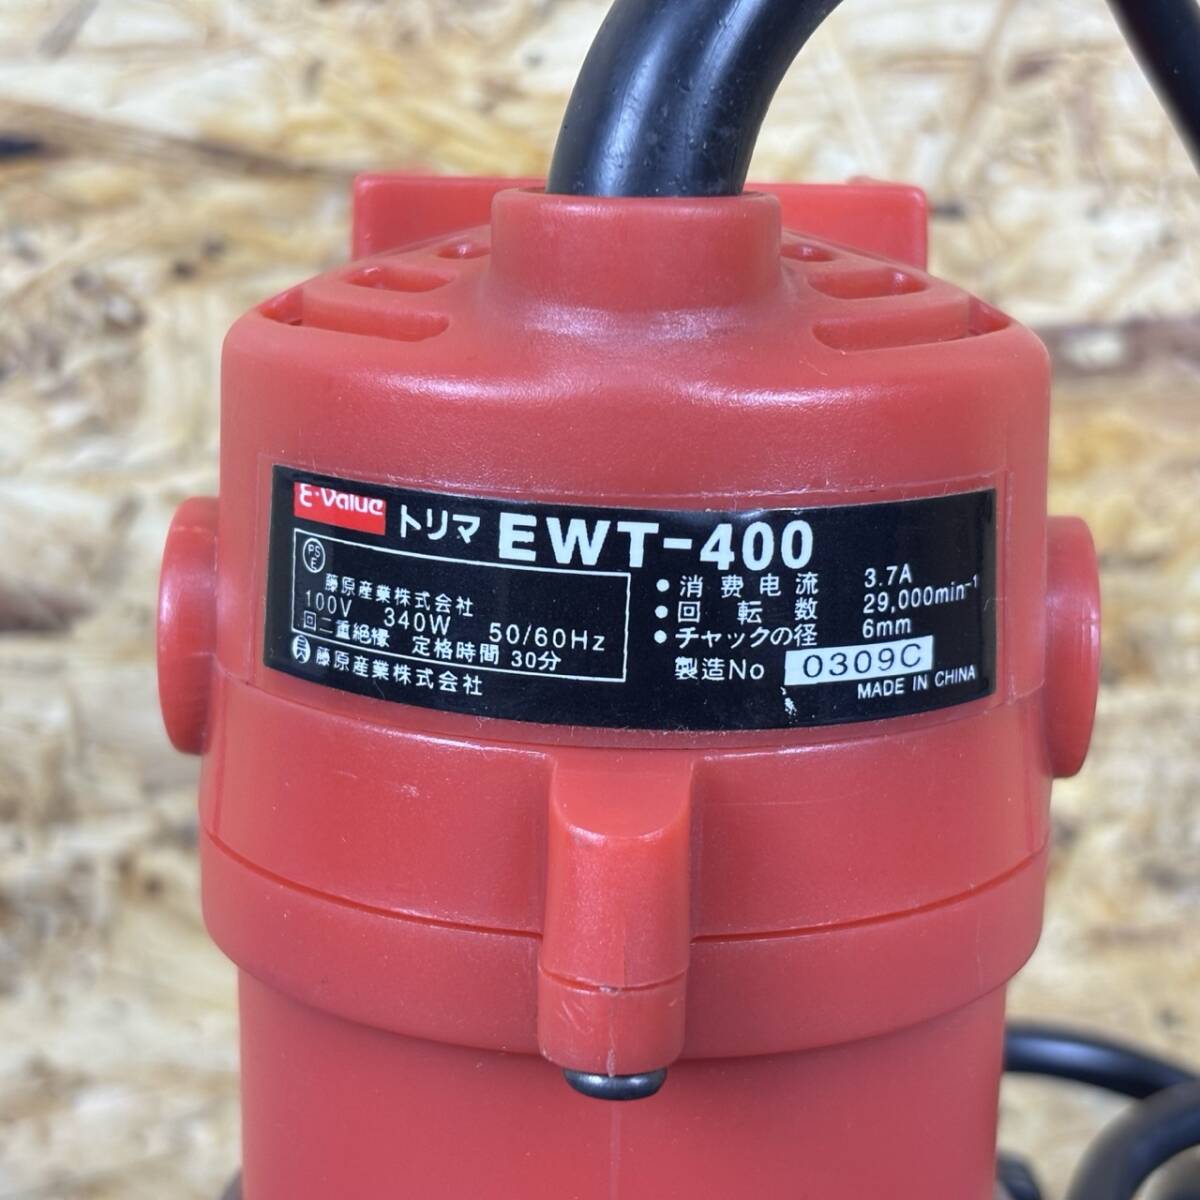 E-Value
トリマ EWT-400
PS
E
藤原産業株式会社
100V 340W 50/60Hz
回二重絶縁 定格時間 30分
藤原産業株式会社
・消費電流 3.7A
・回転数 29,000min⁻¹
・チャックの径 6mm
製造No 0309C
MADE IN CHINA